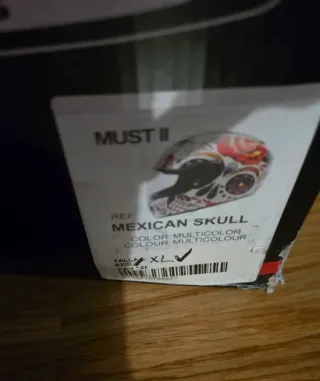 MUST II
REF
MEXICAN SKULL
COLOR: MULTICOLOR
COLOUR: MULTICOLOUR
XL